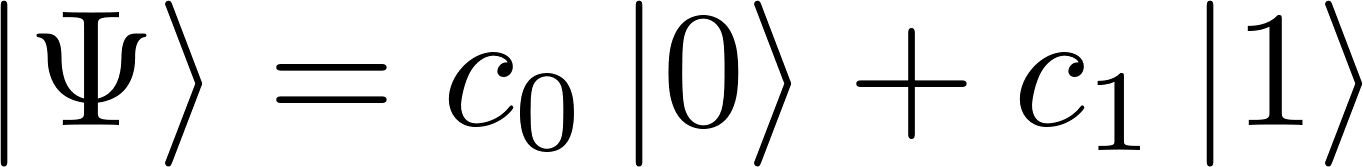 |Ψ⟩ = c₀ |0⟩ + c₁ |1⟩